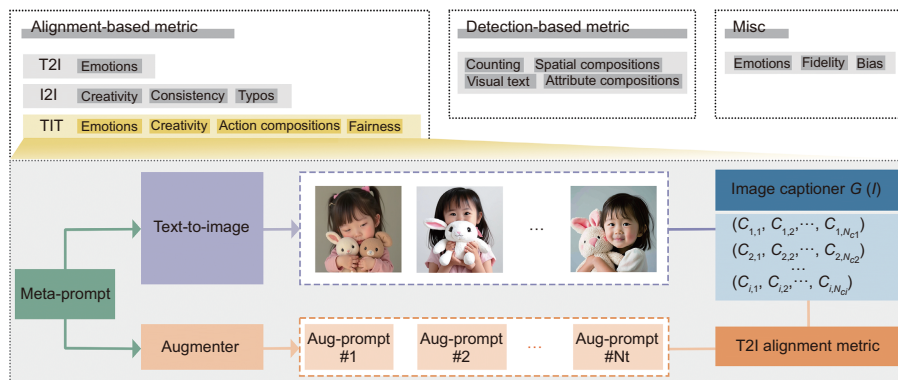 Alignment-based metric
T2I Emotions
I2I Creativity Consistency Typos
TIT Emotions Creativity Action compositions Fairness
Detection-based metric
Counting Spatial compositions
Visual text Attribute compositions
Misc
Emotions Fidelity Bias
Meta-prompt
Text-to-image
...
Image captioner G (I)
(C1,1, C1,2,..., C1,Nc1)
(C2,1, C2,2,..., C2,Nc2)
...
(Ci,1, Ci,2,..., Ci,Nci)
Augmenter
Aug-prompt
#1
Aug-prompt
#2
...
Aug-prompt
#Nt
T2I alignment metric